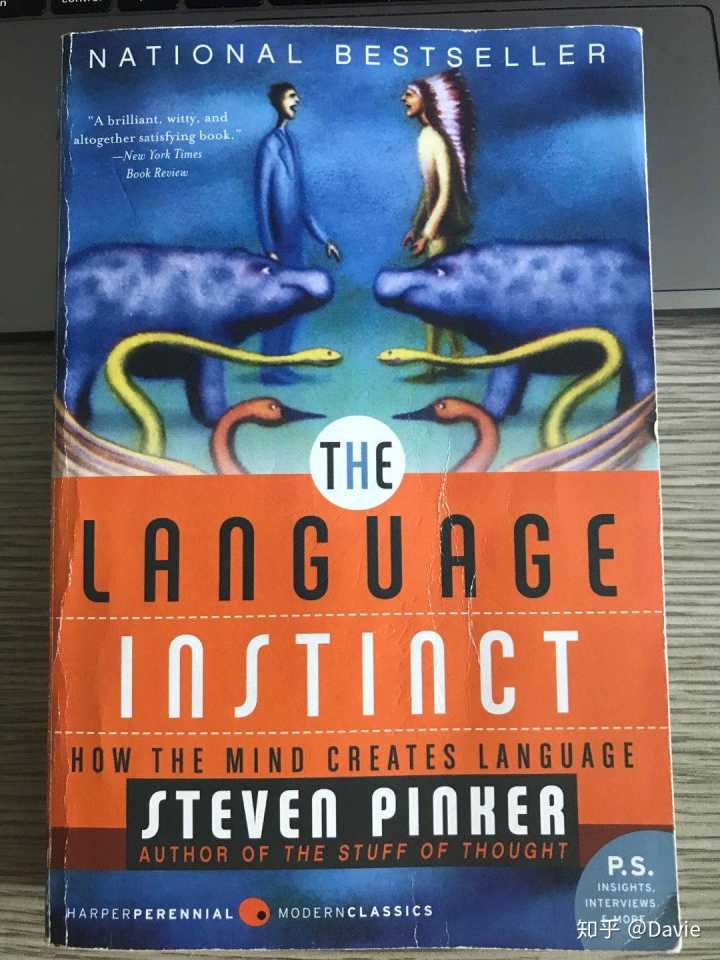 NATIONAL BESTSELLER
"A brilliant, witty, and
altogether satisfying book."
—New York Times
Book Review
THE
LANGUAGE
INSTINCT
HOW THE MIND CREATES LANGUAGE
STEVEN PINKER
AUTHOR OF THE STUFF OF THOUGHT
P.S.
INSIGHTS,
INTERVIEWS
& MORE
HARPERPERENNIAL MODERNCLASSICS
知乎 @Davie